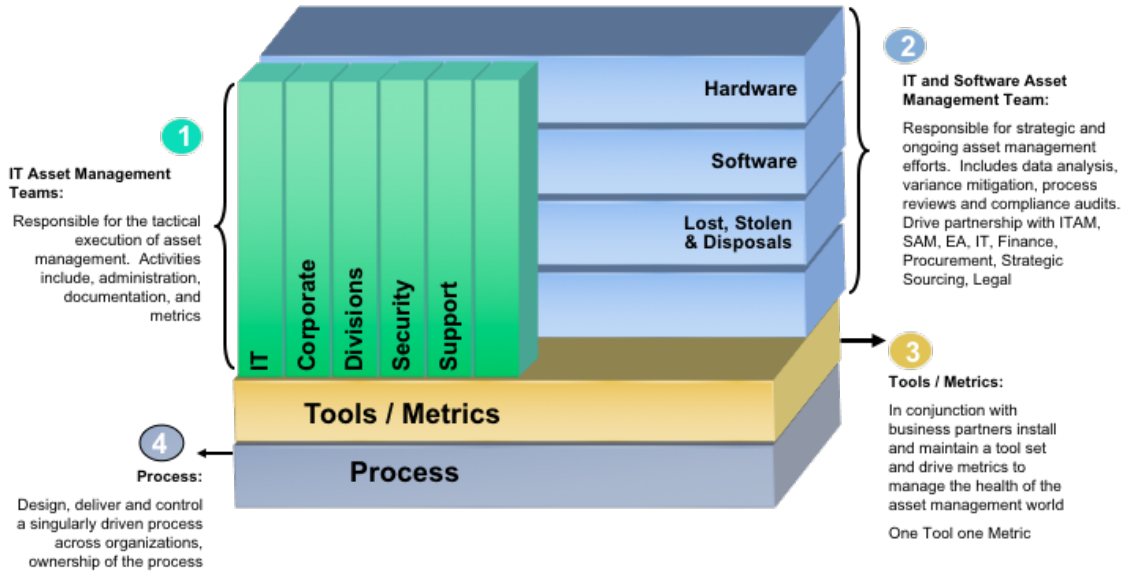 1
IT Asset Management
Teams:
Responsible for the tactical
execution of asset
management. Activities
include, administration,
documentation, and
metrics
IT
Corporate
Divisions
Security
Support
Hardware
Software
Lost, Stolen
& Disposals
2
IT and Software Asset
Management Team:
Responsible for strategic and
ongoing asset management
efforts. Includes data analysis,
variance mitigation, process
reviews and compliance audits.
Drive partnership with ITAM,
SAM, EA, IT, Finance,
Procurement, Strategic
Sourcing, Legal
3
Tools / Metrics:
In conjunction with
business partners install
and maintain a tool set
and drive metrics to
manage the health of the
asset management world
One Tool one Metric
Tools / Metrics
Process
4
Process:
Design, deliver and control
a singularly driven process
across organizations,
ownership of the process